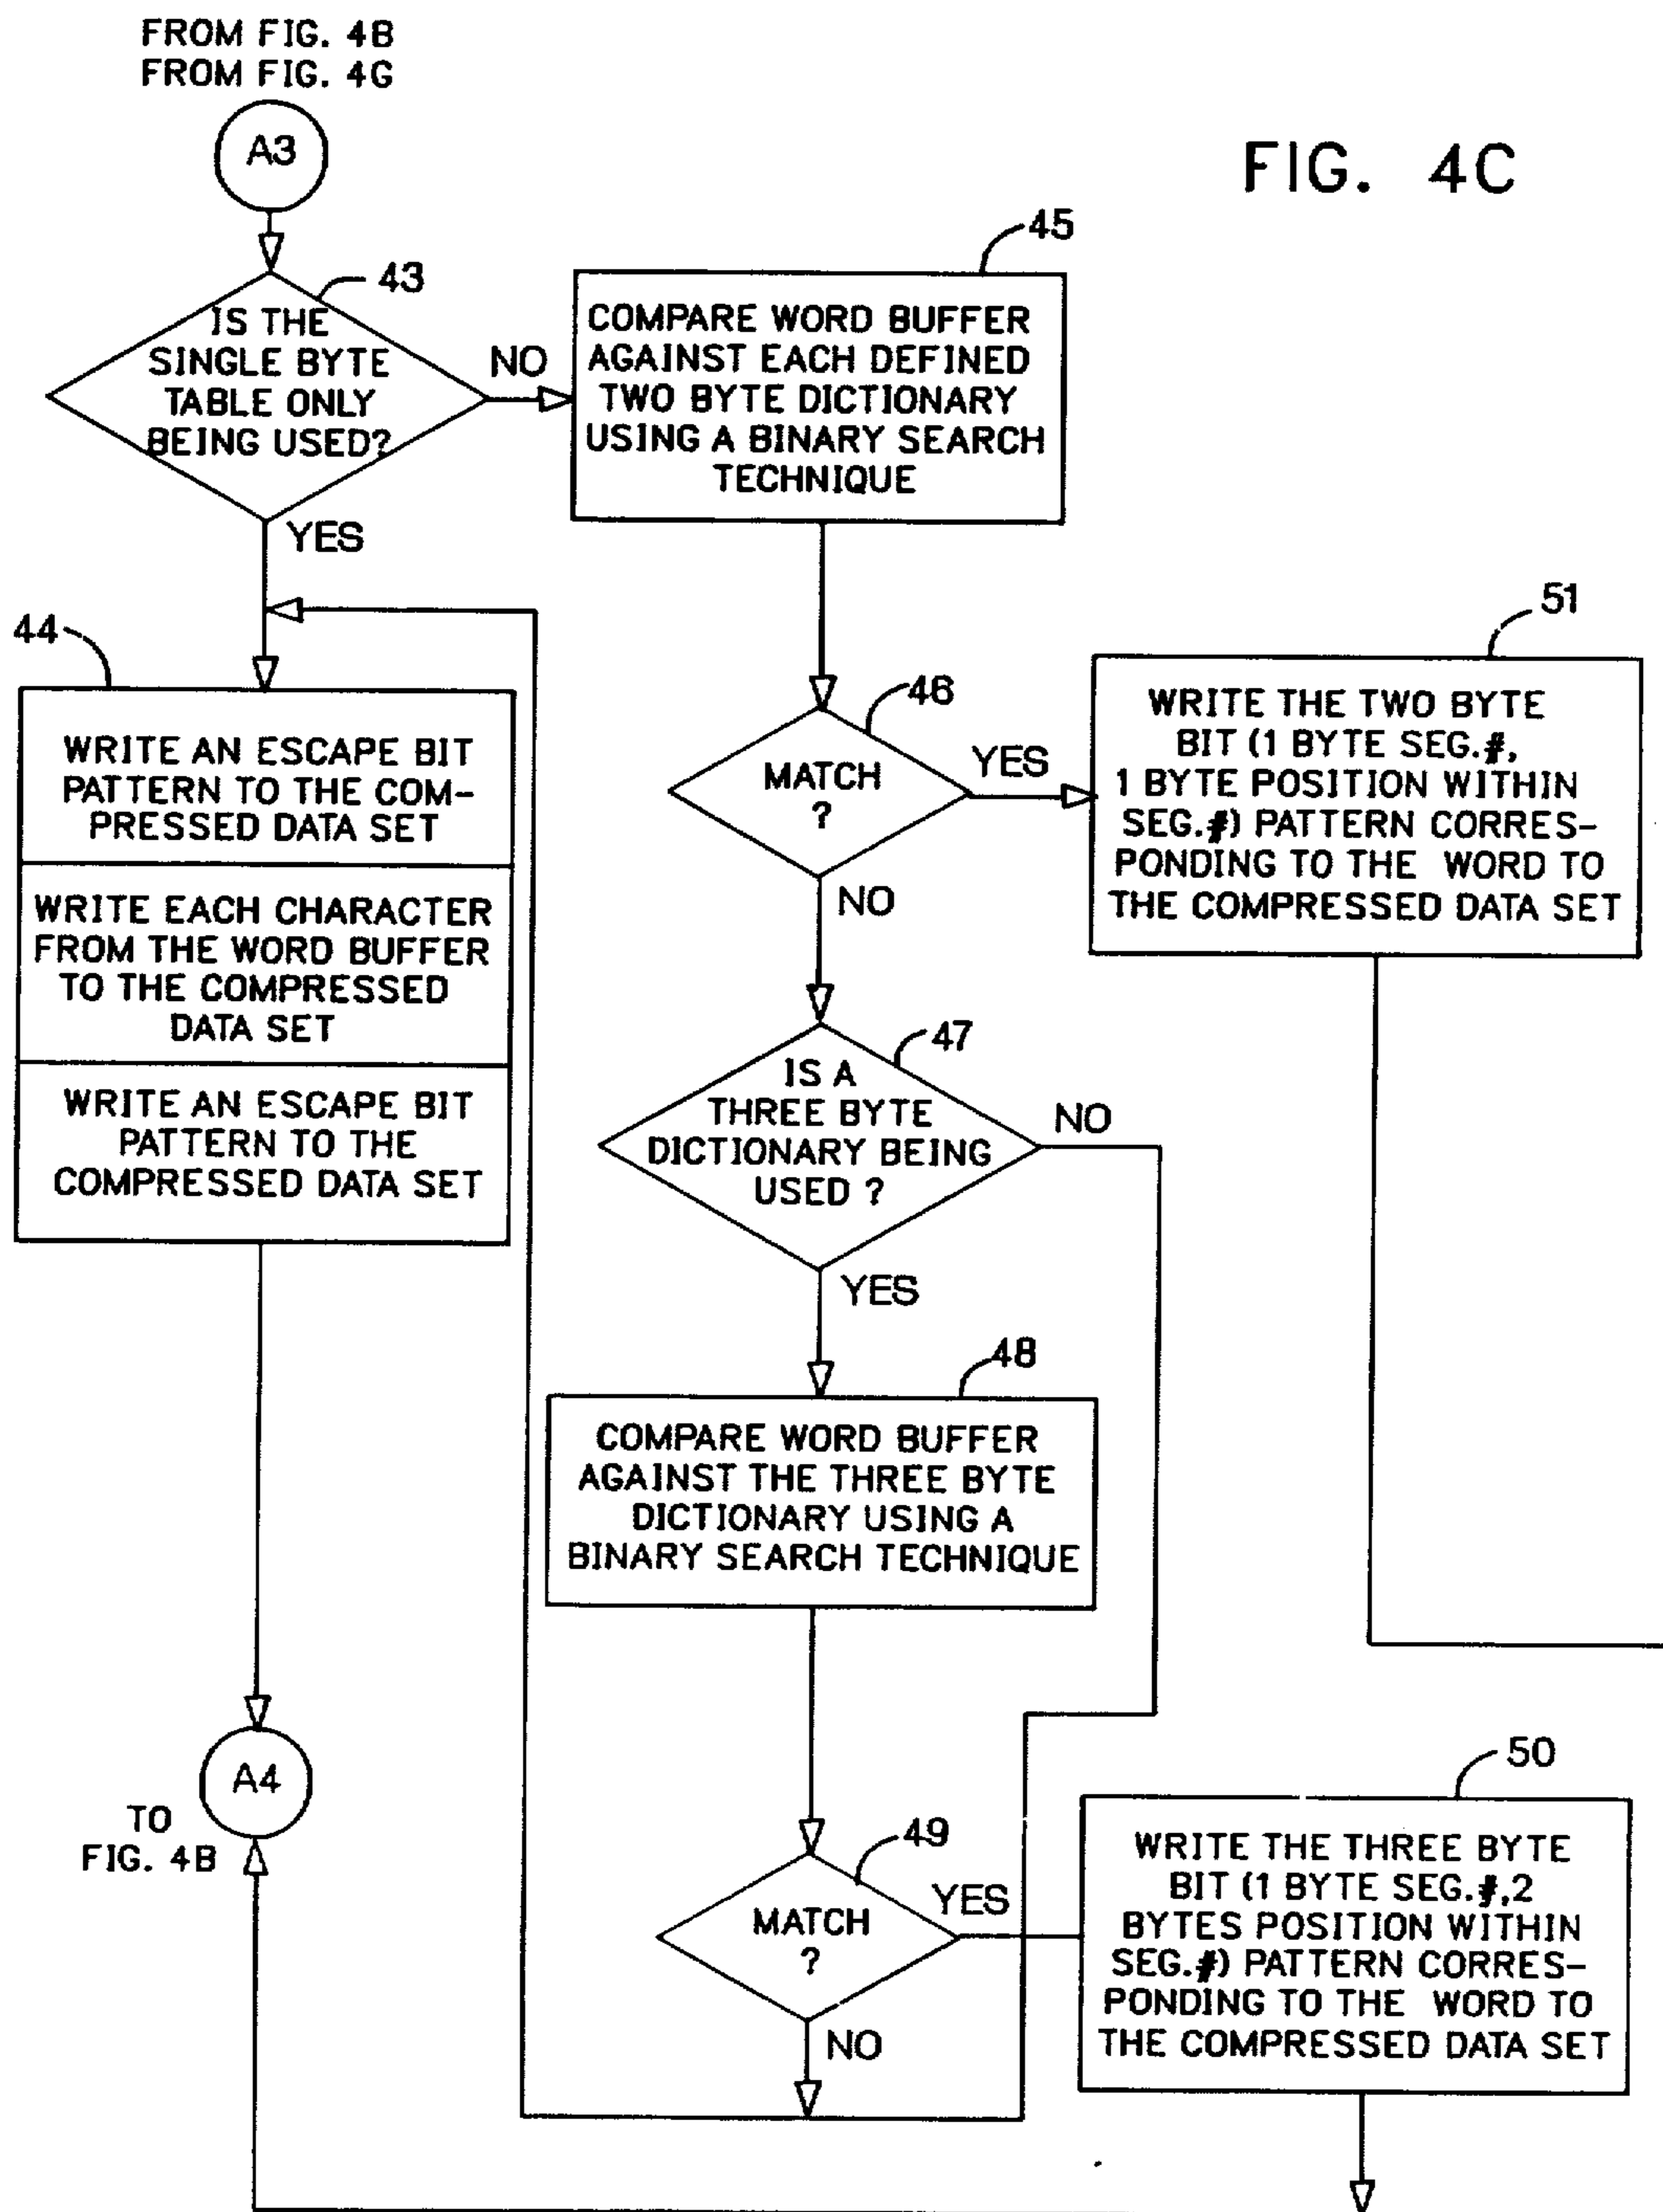 FROM FIG. 4B
FROM FIG. 4G
A3
FIG. 4C
43
IS THE
SINGLE BYTE
TABLE ONLY
BEING USED?
NO
YES
45
COMPARE WORD BUFFER
AGAINST EACH DEFINED
TWO BYTE DICTIONARY
USING A BINARY SEARCH
TECHNIQUE
44
WRITE AN ESCAPE BIT
PATTERN TO THE COM-
PRESSED DATA SET
WRITE EACH CHARACTER
FROM THE WORD BUFFER
TO THE COMPRESSED
DATA SET
WRITE AN ESCAPE BIT
PATTERN TO THE
COMPRESSED DATA SET
46
MATCH
?
YES
NO
51
WRITE THE TWO BYTE
BIT (1 BYTE SEG.#,
1 BYTE POSITION WITHIN
SEG.#) PATTERN CORRES-
PONDING TO THE WORD TO
THE COMPRESSED DATA SET
47
IS A
THREE BYTE
DICTIONARY BEING
USED ?
NO
YES
48
COMPARE WORD BUFFER
AGAINST THE THREE BYTE
DICTIONARY USING A
BINARY SEARCH TECHNIQUE
A4
TO
FIG. 4B
49
MATCH
?
YES
NO
50
WRITE THE THREE BYTE
BIT (1 BYTE SEG.#,2
BYTES POSITION WITHIN
SEG.#) PATTERN CORRES-
PONDING TO THE WORD TO
THE COMPRESSED DATA SET